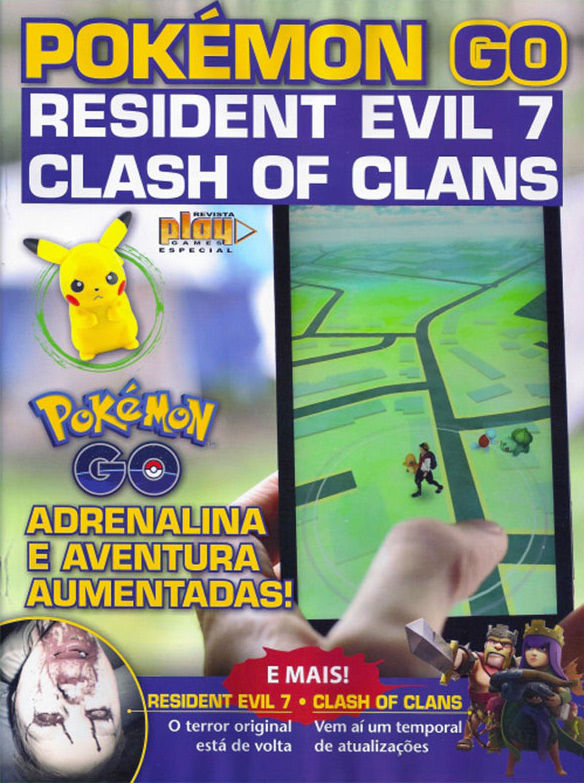 POKÉMON GO
RESIDENT EVIL 7
CLASH OF CLANS
REVISTA
play
GAMES
ESPECIAL
POKéMON
GO
ADRENALINA
E AVENTURA
AUMENTADAS!
E MAIS!
RESIDENT EVIL 7 • CLASH OF CLANS
O terror original
está de volta
Vem aí um temporal
de atualizações